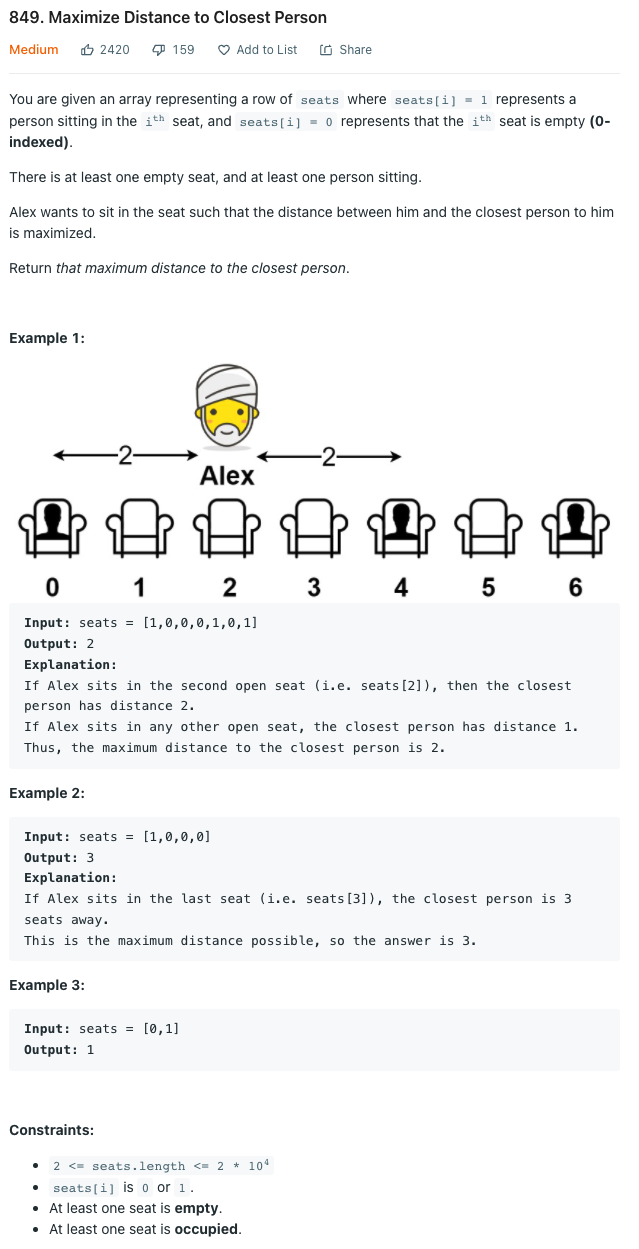 849. Maximize Distance to Closest Person
Medium 2420 159 Add to List Share
You are given an array representing a row of seats where seats[i] = 1 represents a
person sitting in the iᵗʰ seat, and seats[i] = 0 represents that the iᵗʰ seat is empty (0-
indexed).
There is at least one empty seat, and at least one person sitting.
Alex wants to sit in the seat such that the distance between him and the closest person to him
is maximized.
Return that maximum distance to the closest person.
Example 1:
2 2
Alex
0 1 2 3 4 5 6
Input: seats = [1,0,0,0,1,0,1]
Output: 2
Explanation:
If Alex sits in the second open seat (i.e. seats[2]), then the closest
person has distance 2.
If Alex sits in any other open seat, the closest person has distance 1.
Thus, the maximum distance to the closest person is 2.
Example 2:
Input: seats = [1,0,0,0]
Output: 3
Explanation:
If Alex sits in the last seat (i.e. seats[3]), the closest person is 3
seats away.
This is the maximum distance possible, so the answer is 3.
Example 3:
Input: seats = [0,1]
Output: 1
Constraints:
• 2 <= seats.length <= 2 * 10⁴
• seats[i] is 0 or 1.
• At least one seat is empty.
• At least one seat is occupied.